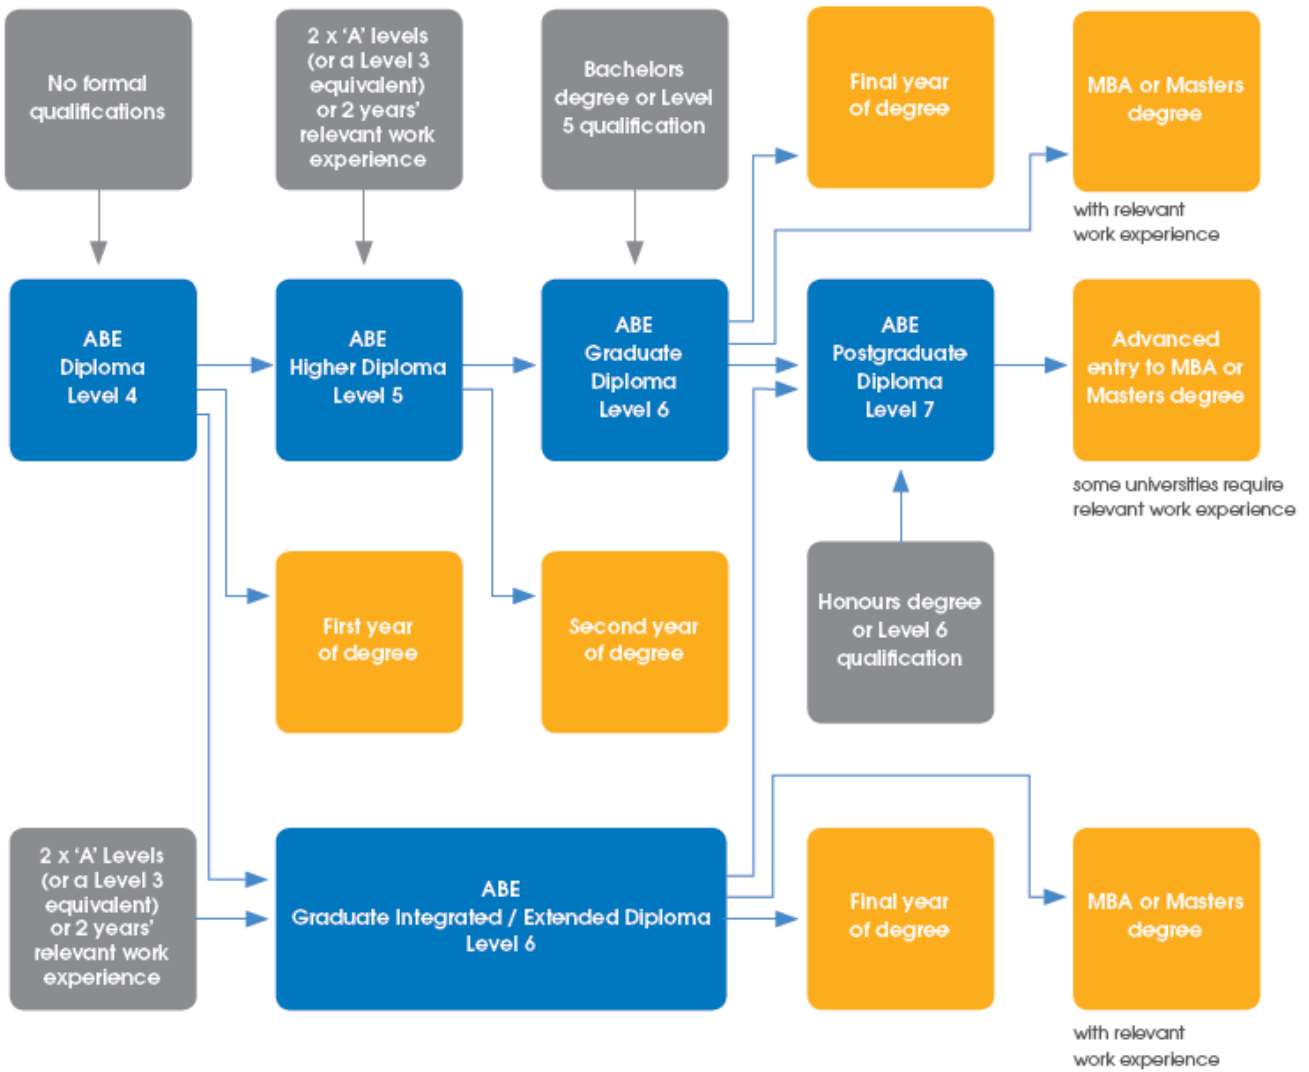 No formal
qualifications
2 x ‘A’ levels
(or a Level 3
equivalent)
or 2 years’
relevant work
experience
Bachelors
degree or Level
5 qualification
Final year
of degree
MBA or Masters
degree
with relevant
work experience
ABE
Diploma
Level 4
ABE
Higher Diploma
Level 5
ABE
Graduate
Diploma
Level 6
ABE
Postgraduate
Diploma
Level 7
Advanced
entry to MBA or
Masters degree
some universities require
relevant work experience
First year
of degree
Second year
of degree
Honours degree
or Level 6
qualification
2 x ‘A’ Levels
(or a Level 3
equivalent)
or 2 years’
relevant work
experience
ABE
Graduate Integrated / Extended Diploma
Level 6
Final year
of degree
MBA or Masters
degree
with relevant
work experience